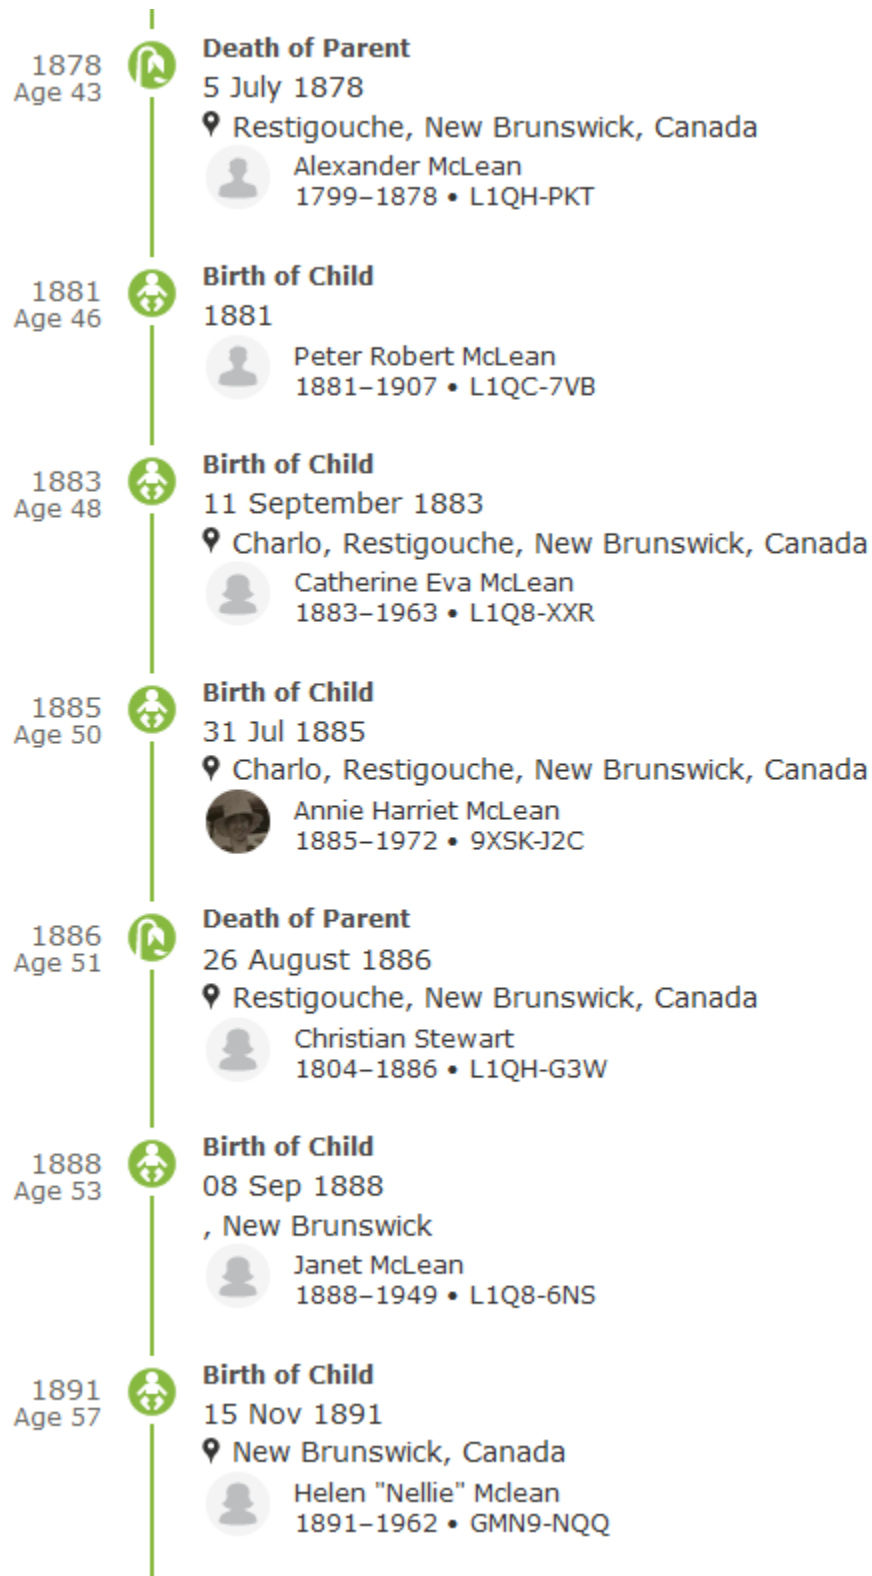 1878
Age 43
Death of Parent
5 July 1878
Restigouche, New Brunswick, Canada
Alexander McLean
1799–1878 • L1QH-PKT
1881
Age 46
Birth of Child
1881
Peter Robert McLean
1881–1907 • L1QC-7VB
1883
Age 48
Birth of Child
11 September 1883
Charlo, Restigouche, New Brunswick, Canada
Catherine Eva McLean
1883–1963 • L1Q8-XXR
1885
Age 50
Birth of Child
31 Jul 1885
Charlo, Restigouche, New Brunswick, Canada
Annie Harriet McLean
1885–1972 • 9XSK-J2C
1886
Age 51
Death of Parent
26 August 1886
Restigouche, New Brunswick, Canada
Christian Stewart
1804–1886 • L1QH-G3W
1888
Age 53
Birth of Child
08 Sep 1888
, New Brunswick
Janet McLean
1888–1949 • L1Q8-6NS
1891
Age 57
Birth of Child
15 Nov 1891
New Brunswick, Canada
Helen "Nellie" Mclean
1891–1962 • GMN9-NQQ